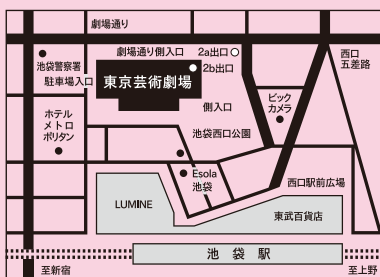 劇場通り
劇場通り側入口
2a出口
西口
五差路
池袋警察署
2b出口
駐車場入口
東京芸術劇場
側入口
ビック
カメラ
ホテル
メトロ
ポリタン
池袋西口公園
Esola
池袋
西口駅前広場
LUMINE
東武百貨店
池袋駅
至新宿
至上野